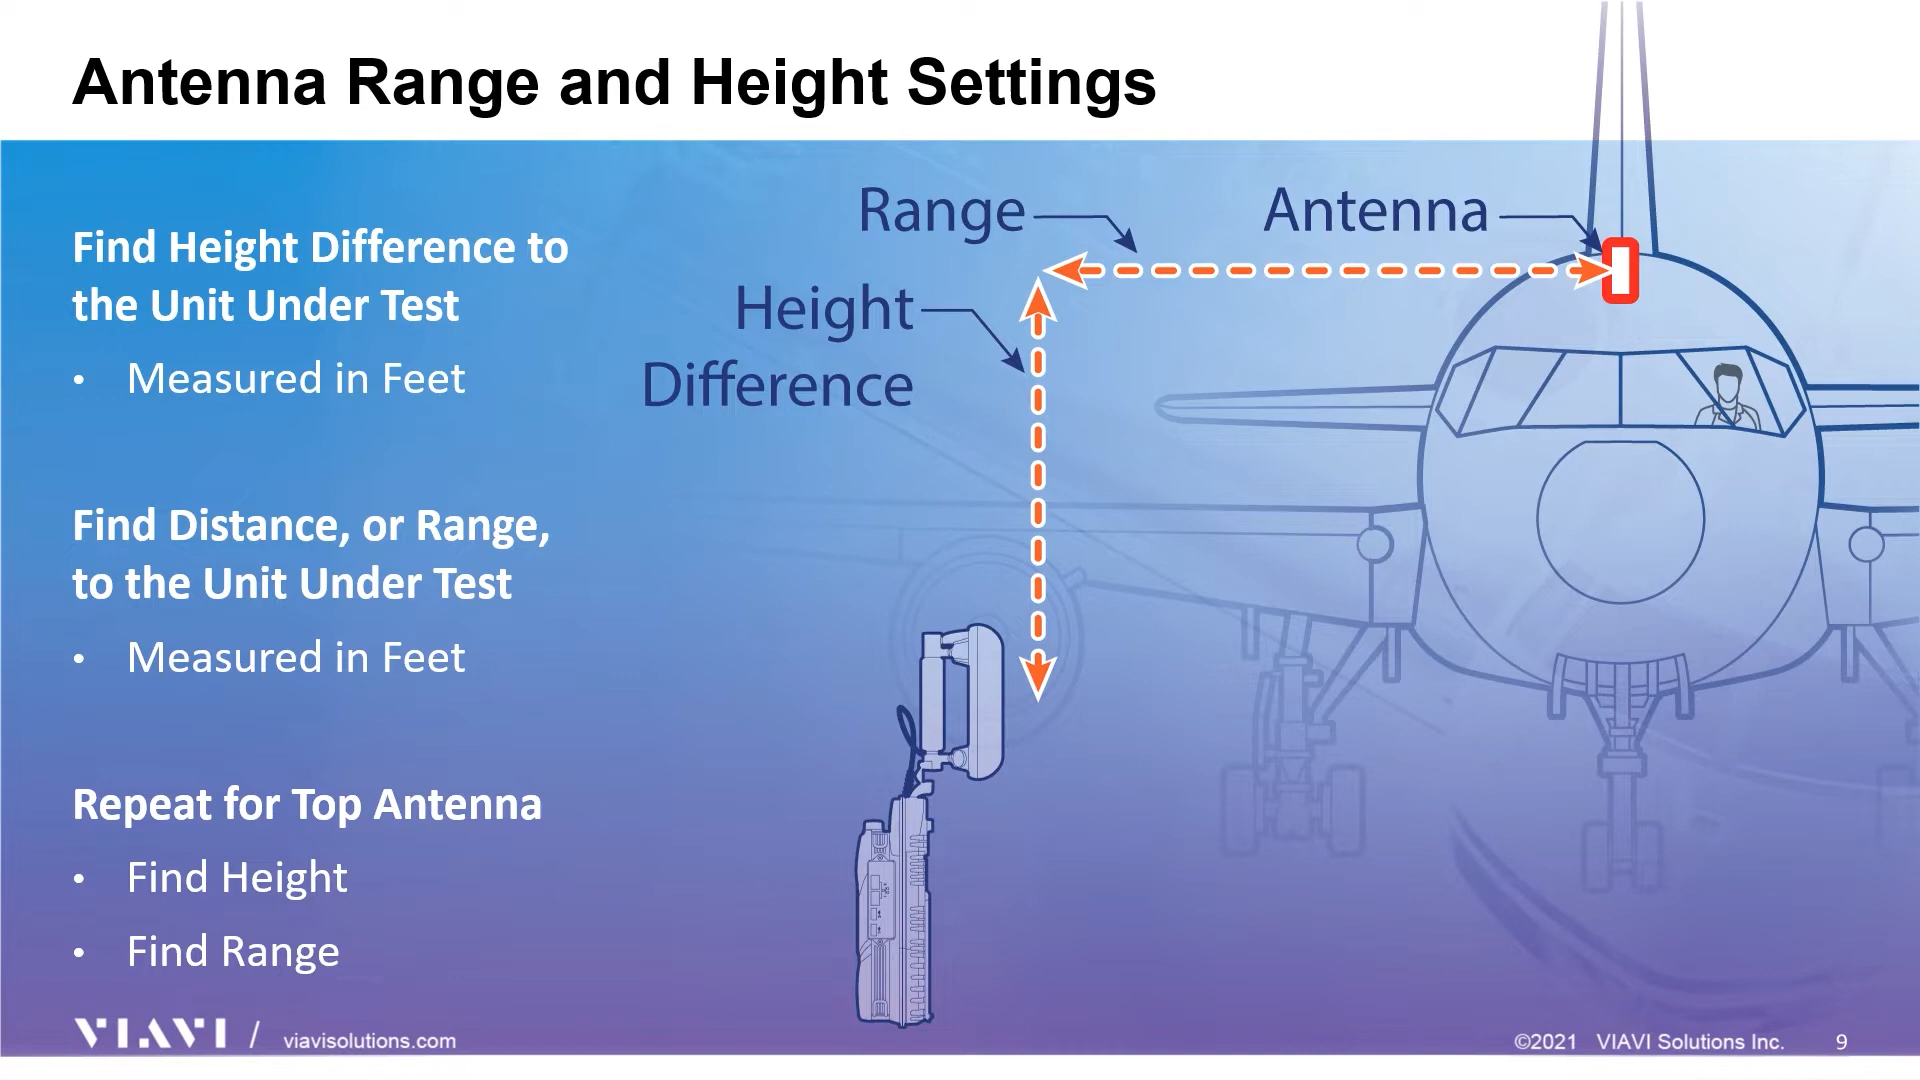 Antenna Range and Height Settings
Find Height Difference to
the Unit Under Test
• Measured in Feet
Find Distance, or Range,
to the Unit Under Test
• Measured in Feet
Repeat for Top Antenna
• Find Height
• Find Range
Range
Antenna
Height
Difference
VIAVI / viavisolutions.com
©2021 VIAVI Solutions Inc. 9